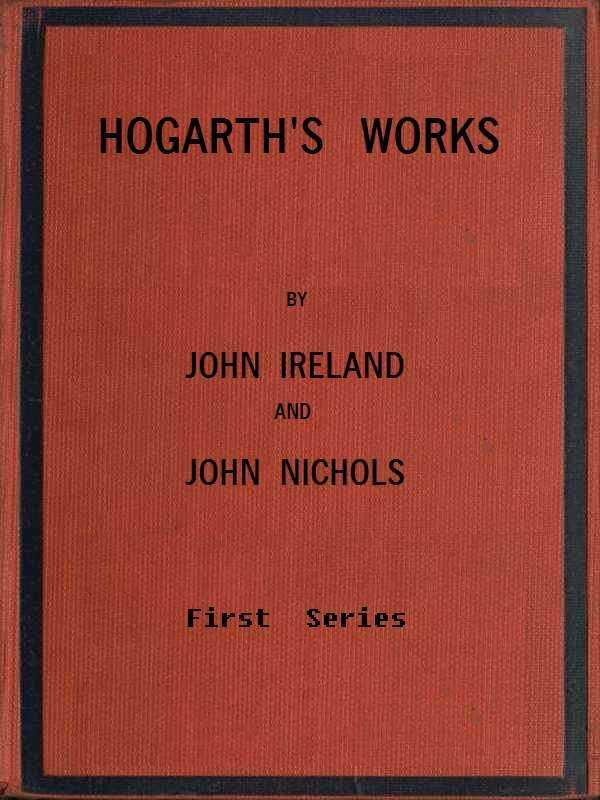 HOGARTH'S WORKS
BY
JOHN IRELAND
AND
JOHN NICHOLS
First Series